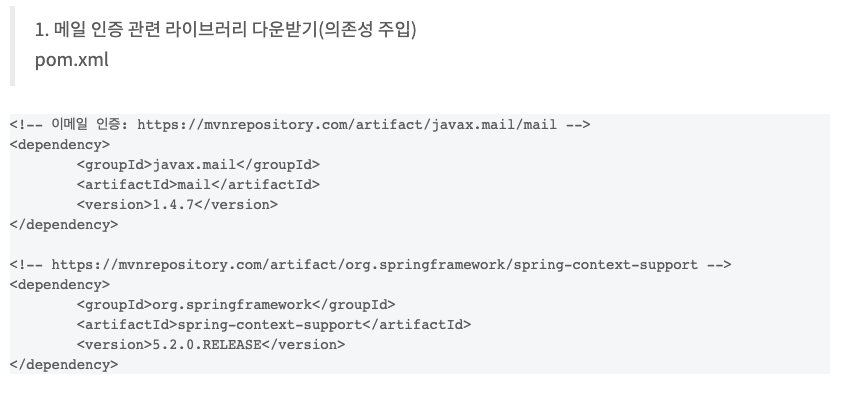 1. 메일 인증 관련 라이브러리 다운받기(의존성 주입)
pom.xml
<!-- 이메일 인증: https://mvnrepository.com/artifact/javax.mail/mail -->
<dependency>
        <groupId>javax.mail</groupId>
        <artifactId>mail</artifactId>
        <version>1.4.7</version>
</dependency>
<!-- https://mvnrepository.com/artifact/org.springframework/spring-context-support -->
<dependency>
        <groupId>org.springframework</groupId>
        <artifactId>spring-context-support</artifactId>
        <version>5.2.0.RELEASE</version>
</dependency>